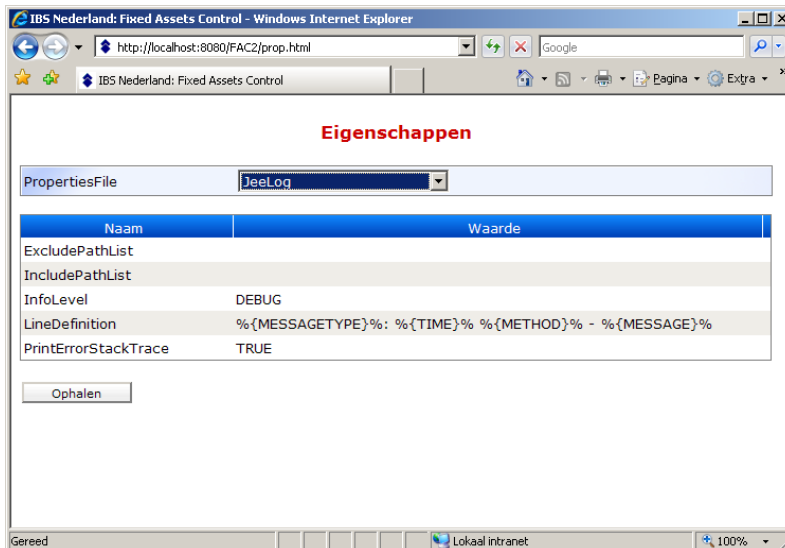 IBS Nederland: Fixed Assets Control - Windows Internet Explorer
http://localhost:8080/FAC2/prop.html
Google
IBS Nederland: Fixed Assets Control
Pagina
Extra
»
Eigenschappen
PropertiesFile JeeLog
Naam Waarde
ExcludePathList
IncludePathList
InfoLevel DEBUG
LineDefinition %{MESSAGETYPE}%: %{TIME}% %{METHOD}% - %{MESSAGE}%
PrintErrorStackTrace TRUE
Ophalen
Gereed Lokaal intranet 100%